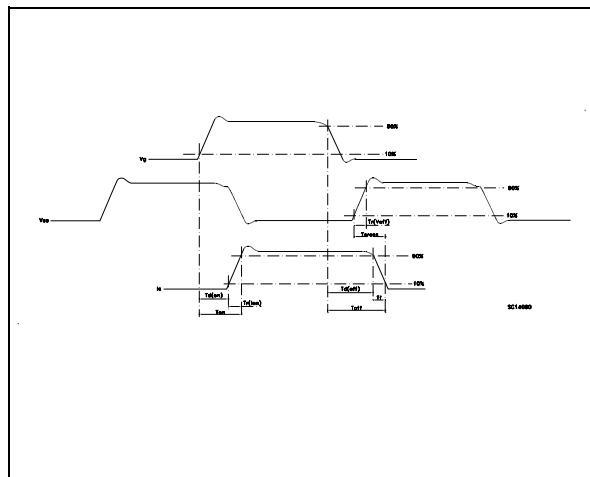 90%
10%
Vg
90%
Vce
10%
Tr(Voff)
Tcross
90%
Ic
10%
Td(on)
Tr(Ion)
Ton
Td(off)
Tf
Toff
SC14980